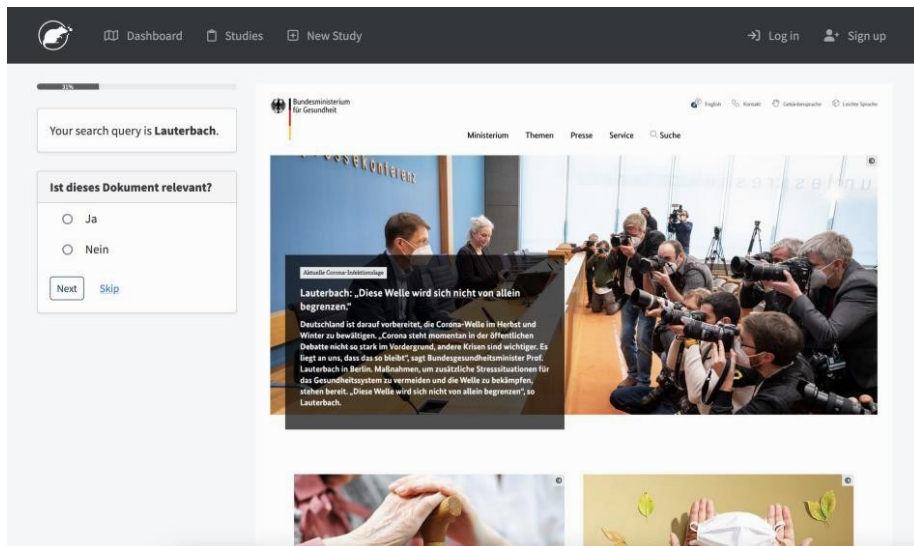 Dashboard
Studies
New Study
Log in
Sign up
31%
Your search query is Lauterbach.
Ist dieses Dokument relevant?
Ja
Nein
Next
Skip
Bundesministerium
für Gesundheit
English
Kontakt
Gebärdensprache
Leichte Sprache
Ministerium
Themen
Presse
Service
Suche
©
Aktuelle Corona-Infektionslage
Lauterbach: „Diese Welle wird sich nicht von allein
begrenzen.“
Deutschland ist darauf vorbereitet, die Corona-Welle im Herbst und
Winter zu bewältigen. „Corona steht momentan in der öffentlichen
Debatte nicht so stark im Vordergrund, andere Krisen sind wichtiger. Es
liegt an uns, dass das so bleibt“, sagt Bundesgesundheitsminister Prof.
Lauterbach in Berlin. Maßnahmen, um zusätzliche Stresssituationen für
das Gesundheitssystem zu vermeiden und die Welle zu bekämpfen,
stehen bereit. „Diese Welle wird sich nicht von allein begrenzen“, so
Lauterbach.
©
©